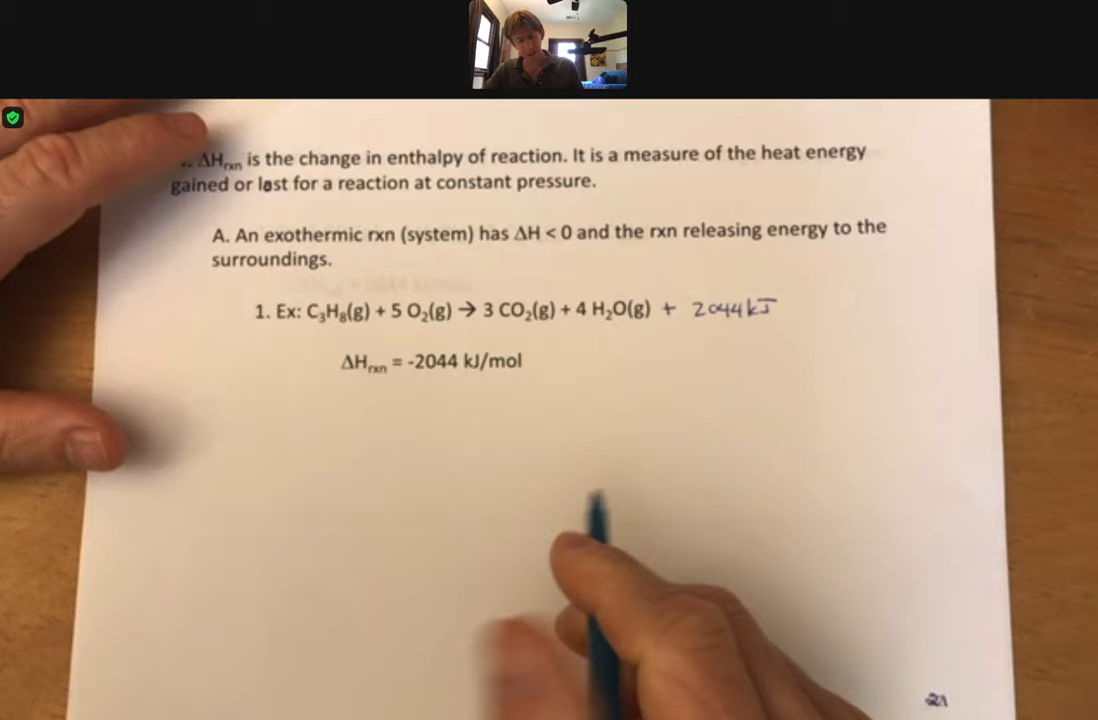 ΔHrxn is the change in enthalpy of reaction. It is a measure of the heat energy
gained or lost for a reaction at constant pressure.
A. An exothermic rxn (system) has ΔH < 0 and the rxn releasing energy to the
surroundings.
1. Ex: C₃H₈(g) + 5 O₂(g) → 3 CO₂(g) + 4 H₂O(g) + 2044 kJ
ΔHrxn = -2044 kJ/mol
21